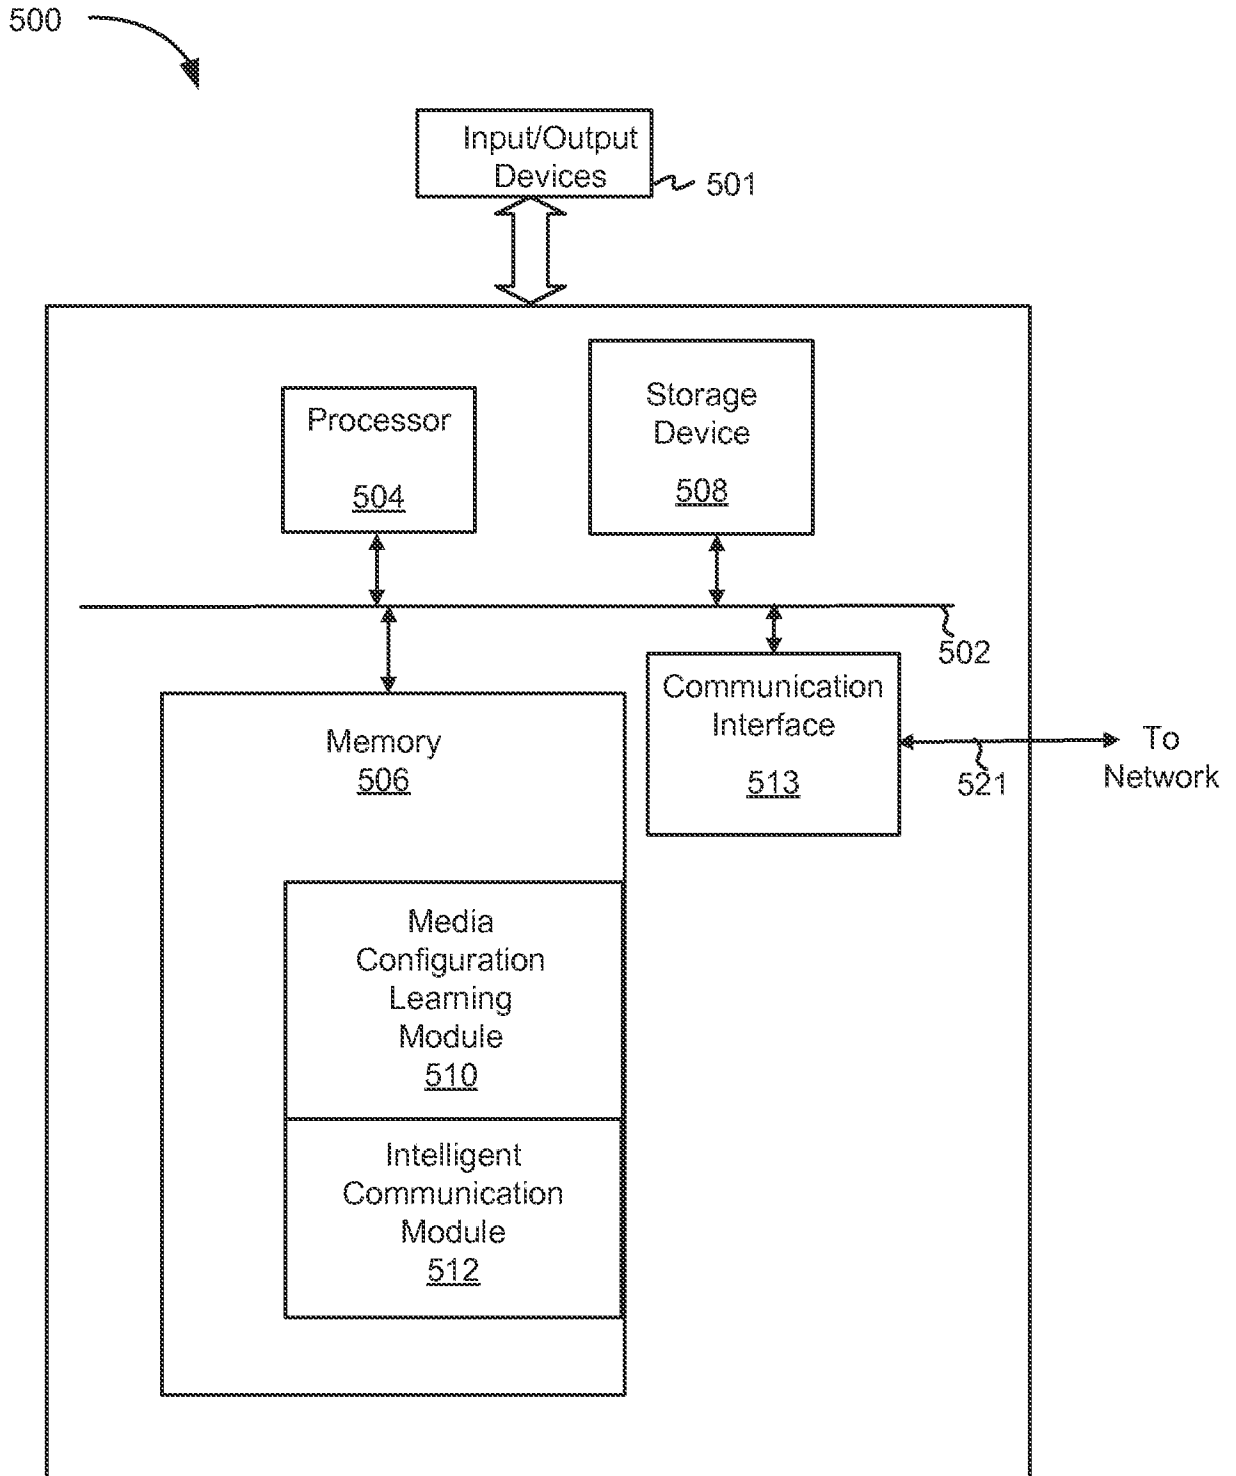 500
Input/Output
Devices
501
Processor
504
Storage
Device
508
502
Memory
506
Communication
Interface
513
521
To
Network
Media
Configuration
Learning
Module
510
Intelligent
Communication
Module
512